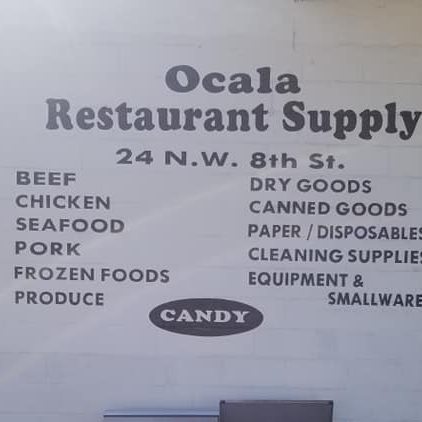 Ocala
Restaurant Supply
24 N.W. 8th St.
BEEF
CHICKEN
SEAFOOD
PORK
FROZEN FOODS
PRODUCE
DRY GOODS
CANNED GOODS
PAPER / DISPOSABLES
CLEANING SUPPLIES
EQUIPMENT &
SMALLWARE
CANDY